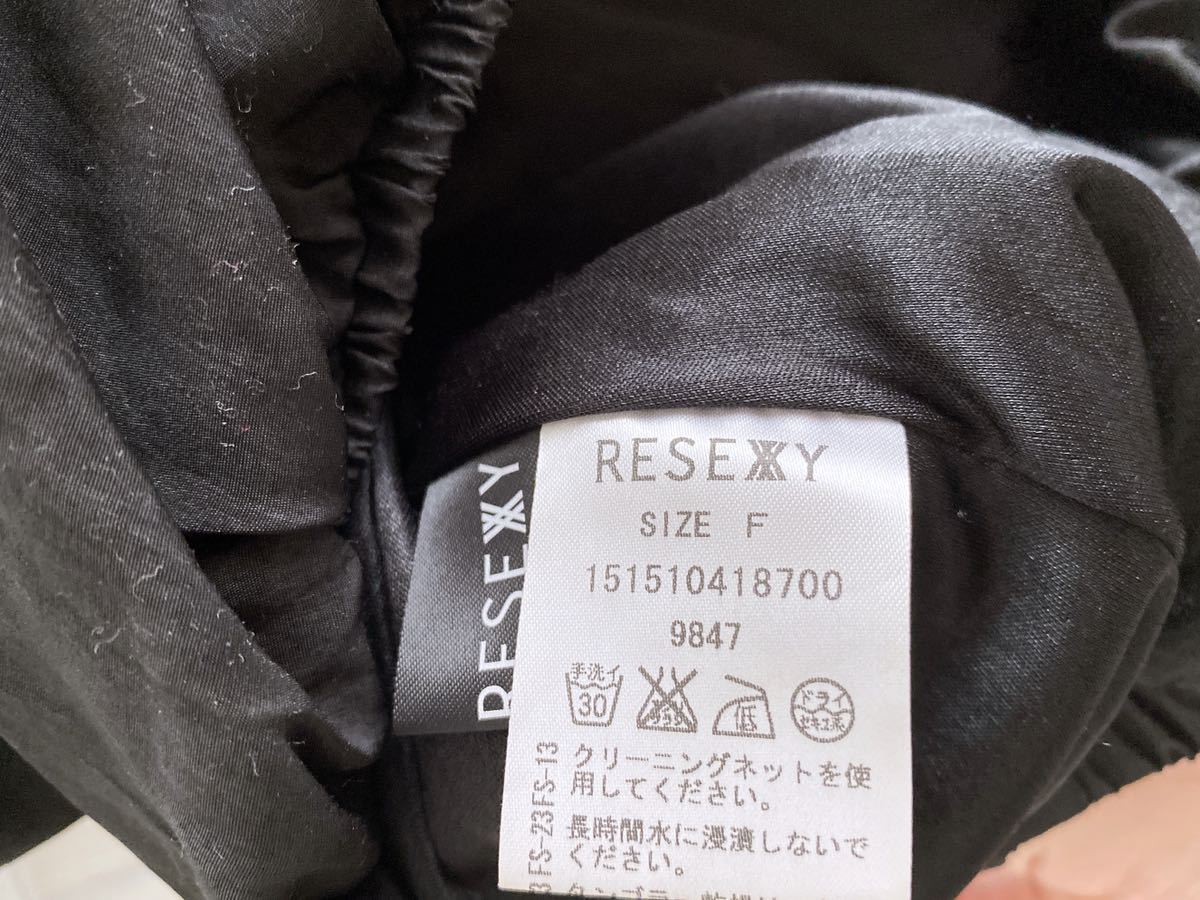 RESEXXY
RESEXXY
SIZE F
151510418700
9847
手洗イ
30
低
ドライ
セキユ系
クリーニングネットを使
用してください。
長時間水に浸漬しないで
ください。
FS-23FS-13